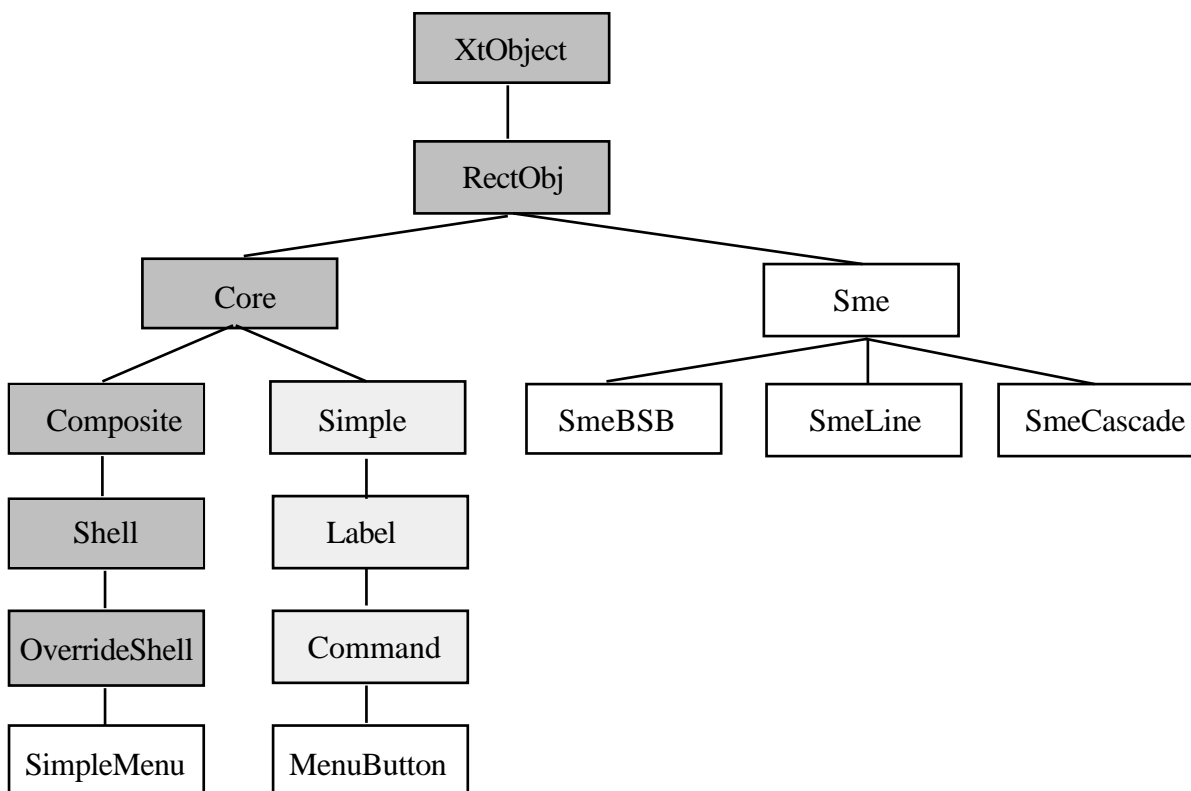 XtObject
RectObj
Core
Sme
Composite
Simple
SmeBSB
SmeLine
SmeCascade
Shell
Label
OverrideShell
Command
SimpleMenu
MenuButton